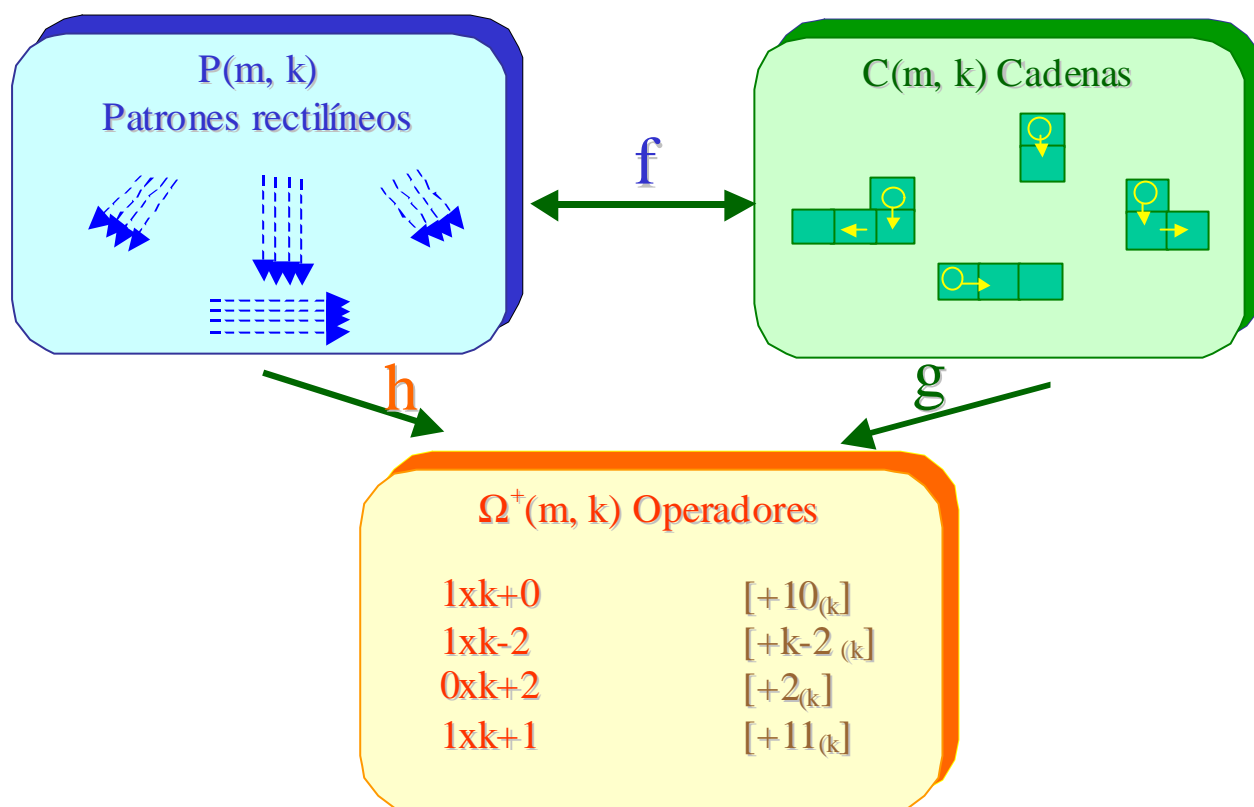 P(m, k)
Patrones rectilíneos
C(m, k) Cadenas
f
h
g
Ω⁺(m, k) Operadores
1xk+0 [+10₍ₖ]
1xk-2 [+k-2 ₍ₖ]
0xk+2 [+2₍ₖ]
1xk+1 [+11₍ₖ]